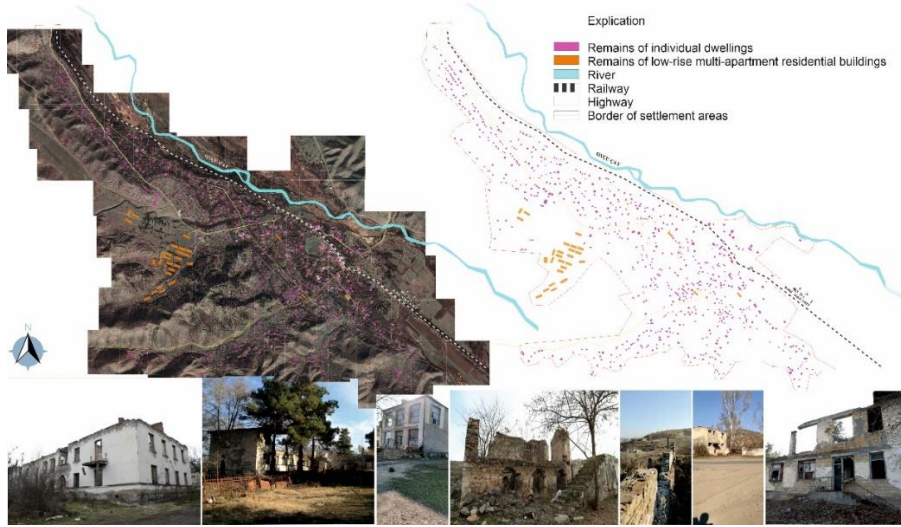 Explication
Remains of individual dwellings
Remains of low-rise multi-apartment residential buildings
River
Railway
Highway
Border of settlement areas
N